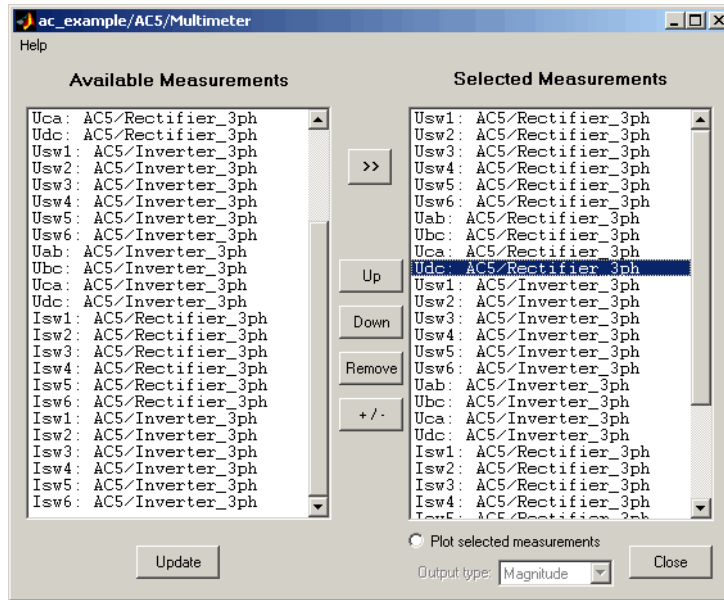 ac_example/AC5/Multimeter
Help
Available Measurements
Uca: AC5/Rectifier_3ph
Udc: AC5/Rectifier_3ph
Usw1: AC5/Inverter_3ph
Usw2: AC5/Inverter_3ph
Usw3: AC5/Inverter_3ph
Usw4: AC5/Inverter_3ph
Usw5: AC5/Inverter_3ph
Usw6: AC5/Inverter_3ph
Uab: AC5/Inverter_3ph
Ubc: AC5/Inverter_3ph
Uca: AC5/Inverter_3ph
Udc: AC5/Inverter_3ph
Isw1: AC5/Rectifier_3ph
Isw2: AC5/Rectifier_3ph
Isw3: AC5/Rectifier_3ph
Isw4: AC5/Rectifier_3ph
Isw5: AC5/Rectifier_3ph
Isw6: AC5/Rectifier_3ph
Isw1: AC5/Inverter_3ph
Isw2: AC5/Inverter_3ph
Isw3: AC5/Inverter_3ph
Isw4: AC5/Inverter_3ph
Isw5: AC5/Inverter_3ph
Isw6: AC5/Inverter_3ph
Update
>>
Up
Down
Remove
+ / -
Selected Measurements
Usw1: AC5/Rectifier_3ph
Usw2: AC5/Rectifier_3ph
Usw3: AC5/Rectifier_3ph
Usw4: AC5/Rectifier_3ph
Usw5: AC5/Rectifier_3ph
Usw6: AC5/Rectifier_3ph
Uab: AC5/Rectifier_3ph
Ubc: AC5/Rectifier_3ph
Uca: AC5/Rectifier_3ph
Udc: AC5/Rectifier_3ph
Usw1: AC5/Inverter_3ph
Usw2: AC5/Inverter_3ph
Usw3: AC5/Inverter_3ph
Usw4: AC5/Inverter_3ph
Usw5: AC5/Inverter_3ph
Usw6: AC5/Inverter_3ph
Uab: AC5/Inverter_3ph
Ubc: AC5/Inverter_3ph
Uca: AC5/Inverter_3ph
Udc: AC5/Inverter_3ph
Isw1: AC5/Rectifier_3ph
Isw2: AC5/Rectifier_3ph
Isw3: AC5/Rectifier_3ph
Isw4: AC5/Rectifier_3ph
Isw5: AC5/Rectifier_3ph
Plot selected measurements
Output type: Magnitude
Close